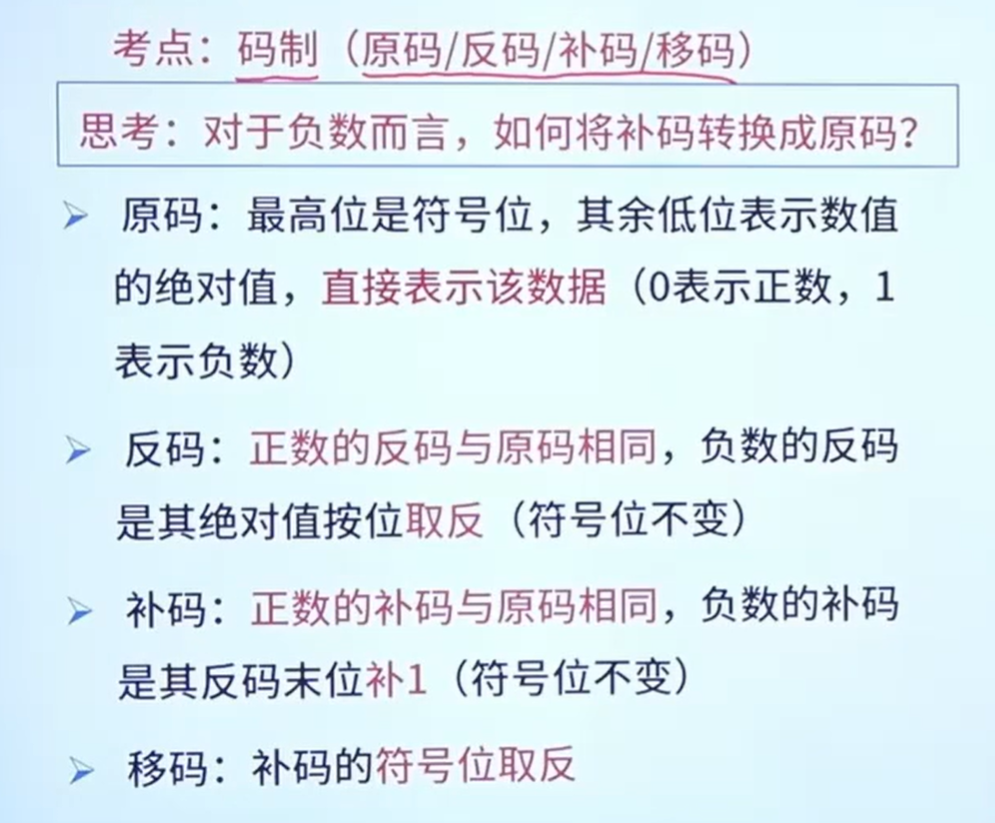 考点：码制（原码/反码/补码/移码）
思考：对于负数而言，如何将补码转换成原码？
原码：最高位是符号位，其余低位表示数值
的绝对值，直接表示该数据（0表示正数，1
表示负数）
反码：正数的反码与原码相同，负数的反码
是其绝对值按位取反（符号位不变）
补码：正数的补码与原码相同，负数的补码
是其反码末位补1（符号位不变）
移码：补码的符号位取反